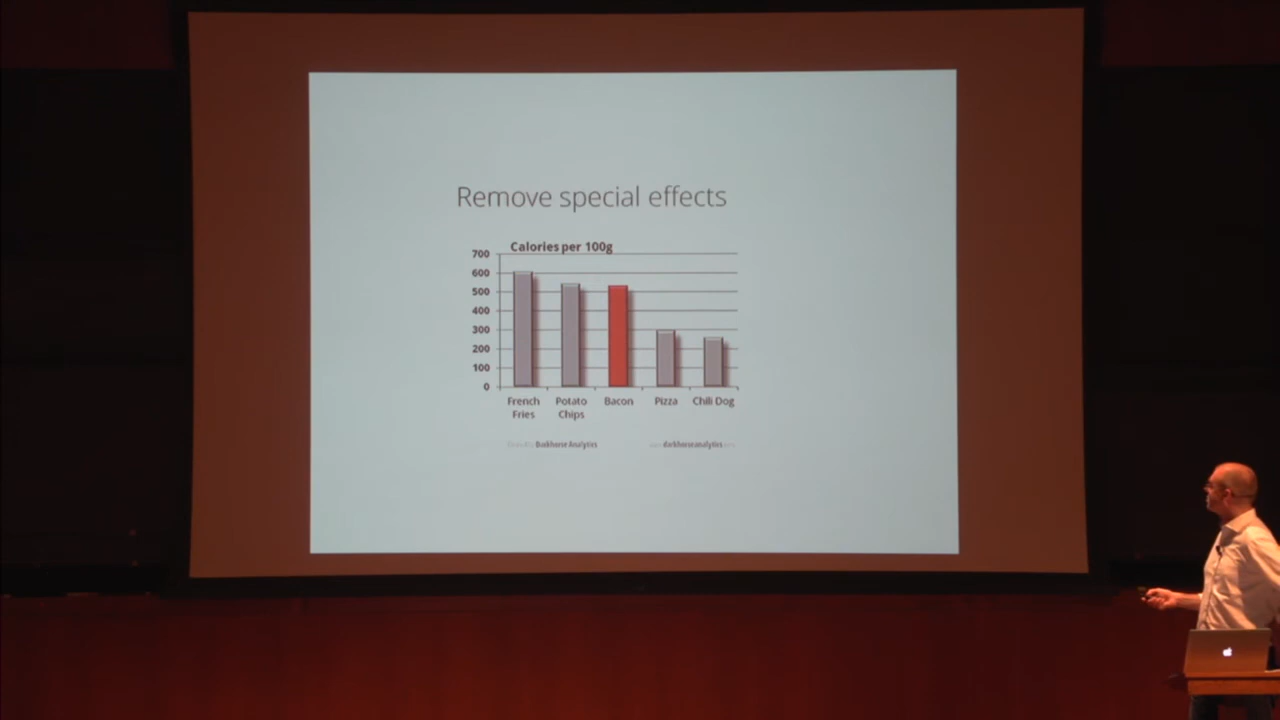 Remove special effects
Calories per 100g
700
600
500
400
300
200
100
0
French Fries
Potato Chips
Bacon
Pizza
Chili Dog
Darkhorse Analytics
darkhorseanalytics